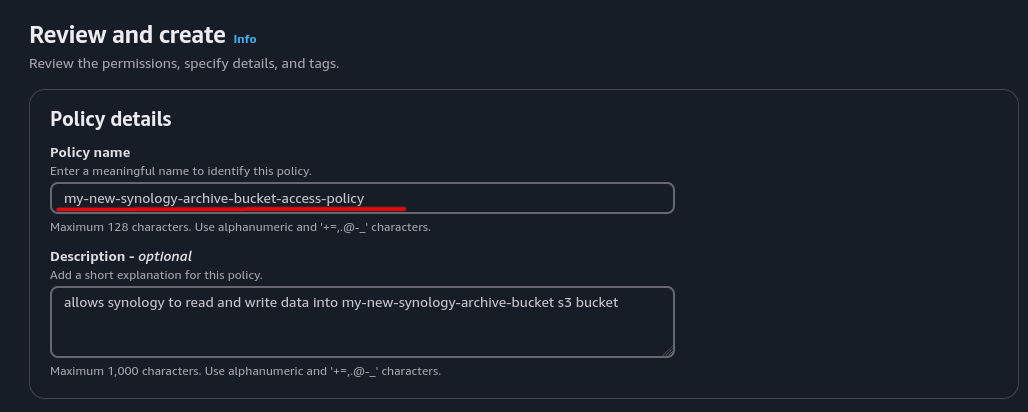 Review and create Info
Review the permissions, specify details, and tags.
Policy details
Policy name
Enter a meaningful name to identify this policy.
my-new-synology-archive-bucket-access-policy
Maximum 128 characters. Use alphanumeric and '+=,.@-_' characters.
Description - optional
Add a short explanation for this policy.
allows synology to read and write data into my-new-synology-archive-bucket s3 bucket
Maximum 1,000 characters. Use alphanumeric and '+=,.@-_' characters.